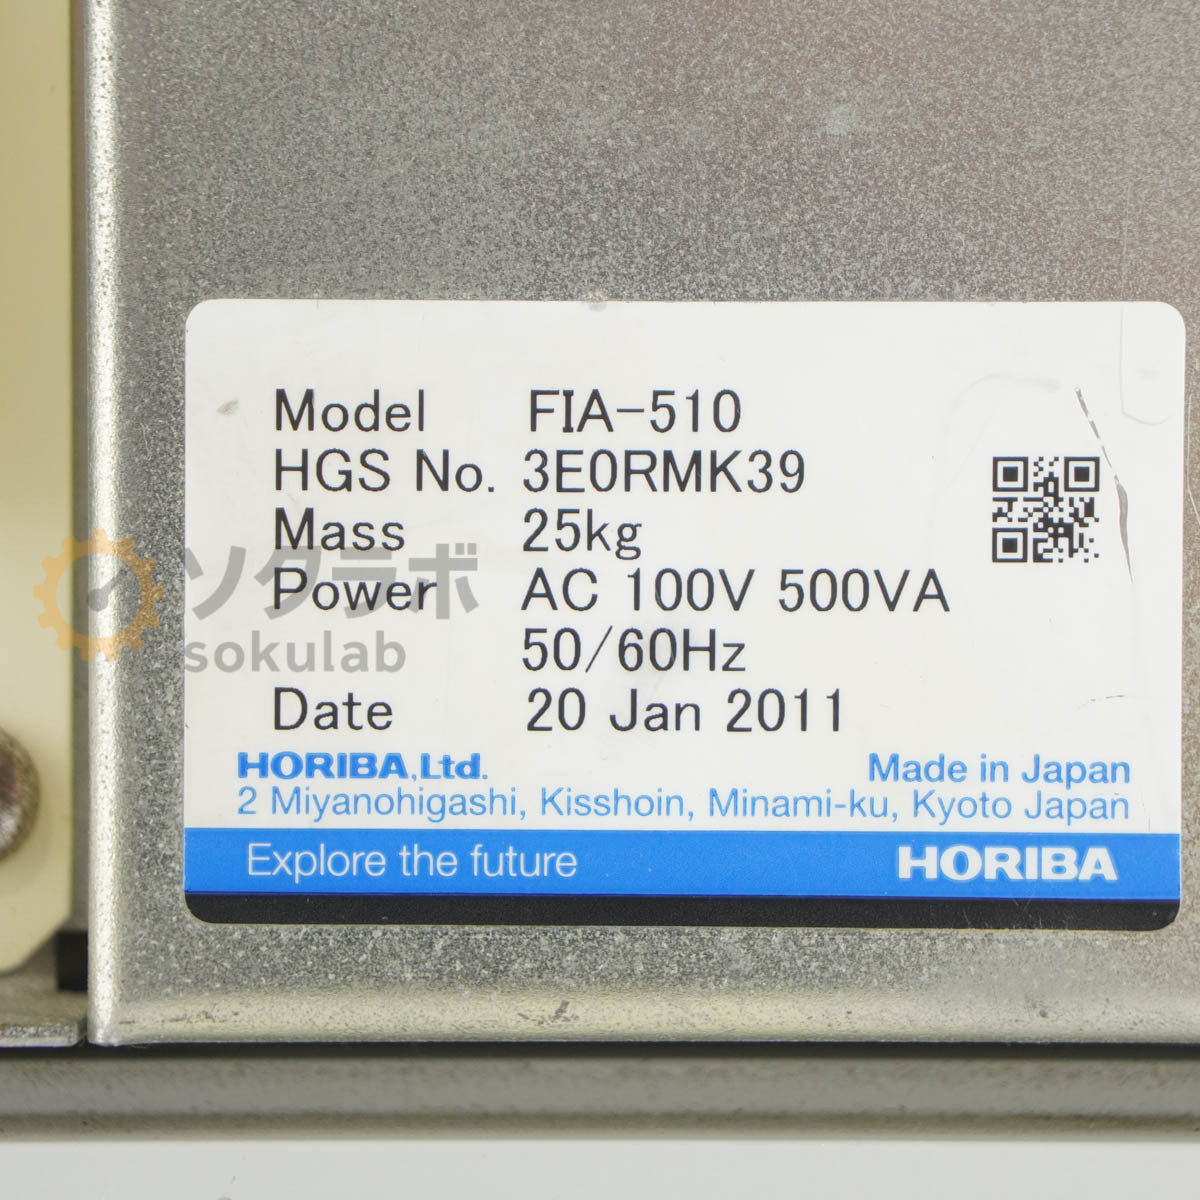 Model FIA-510
HGS No. 3E0RMK39
Mass 25kg
Power AC 100V 500VA
50/60Hz
Date 20 Jan 2011
HORIBA,Ltd. Made in Japan
2 Miyanohigashi, Kisshoin, Minami-ku, Kyoto Japan
Explore the future HORIBA
ソクラボ
sokulab